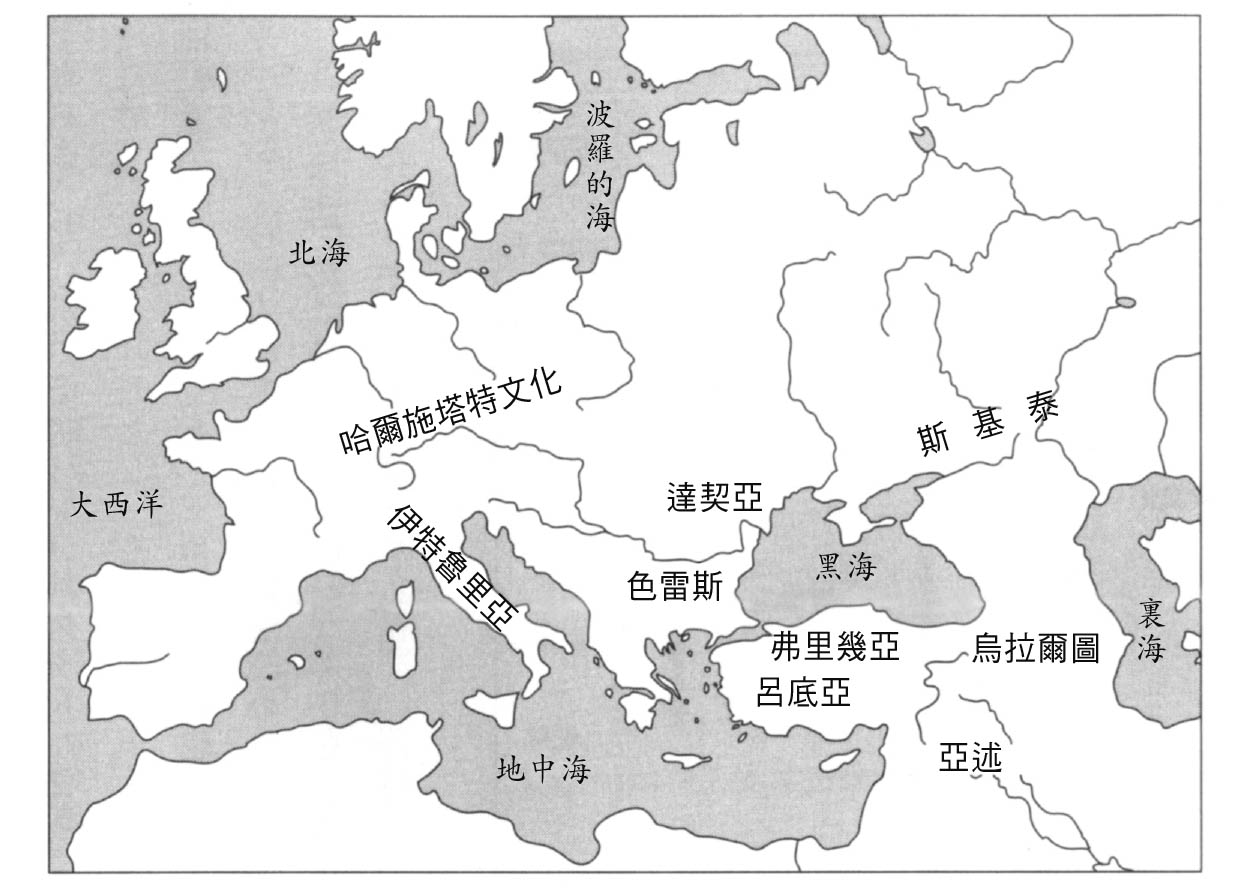 波羅的海
北海
哈爾施塔特文化
斯基泰
大西洋
達契亞
伊特魯里亞
黑海
色雷斯
裏海
弗里幾亞
烏拉爾圖
呂底亞
亞述
地中海